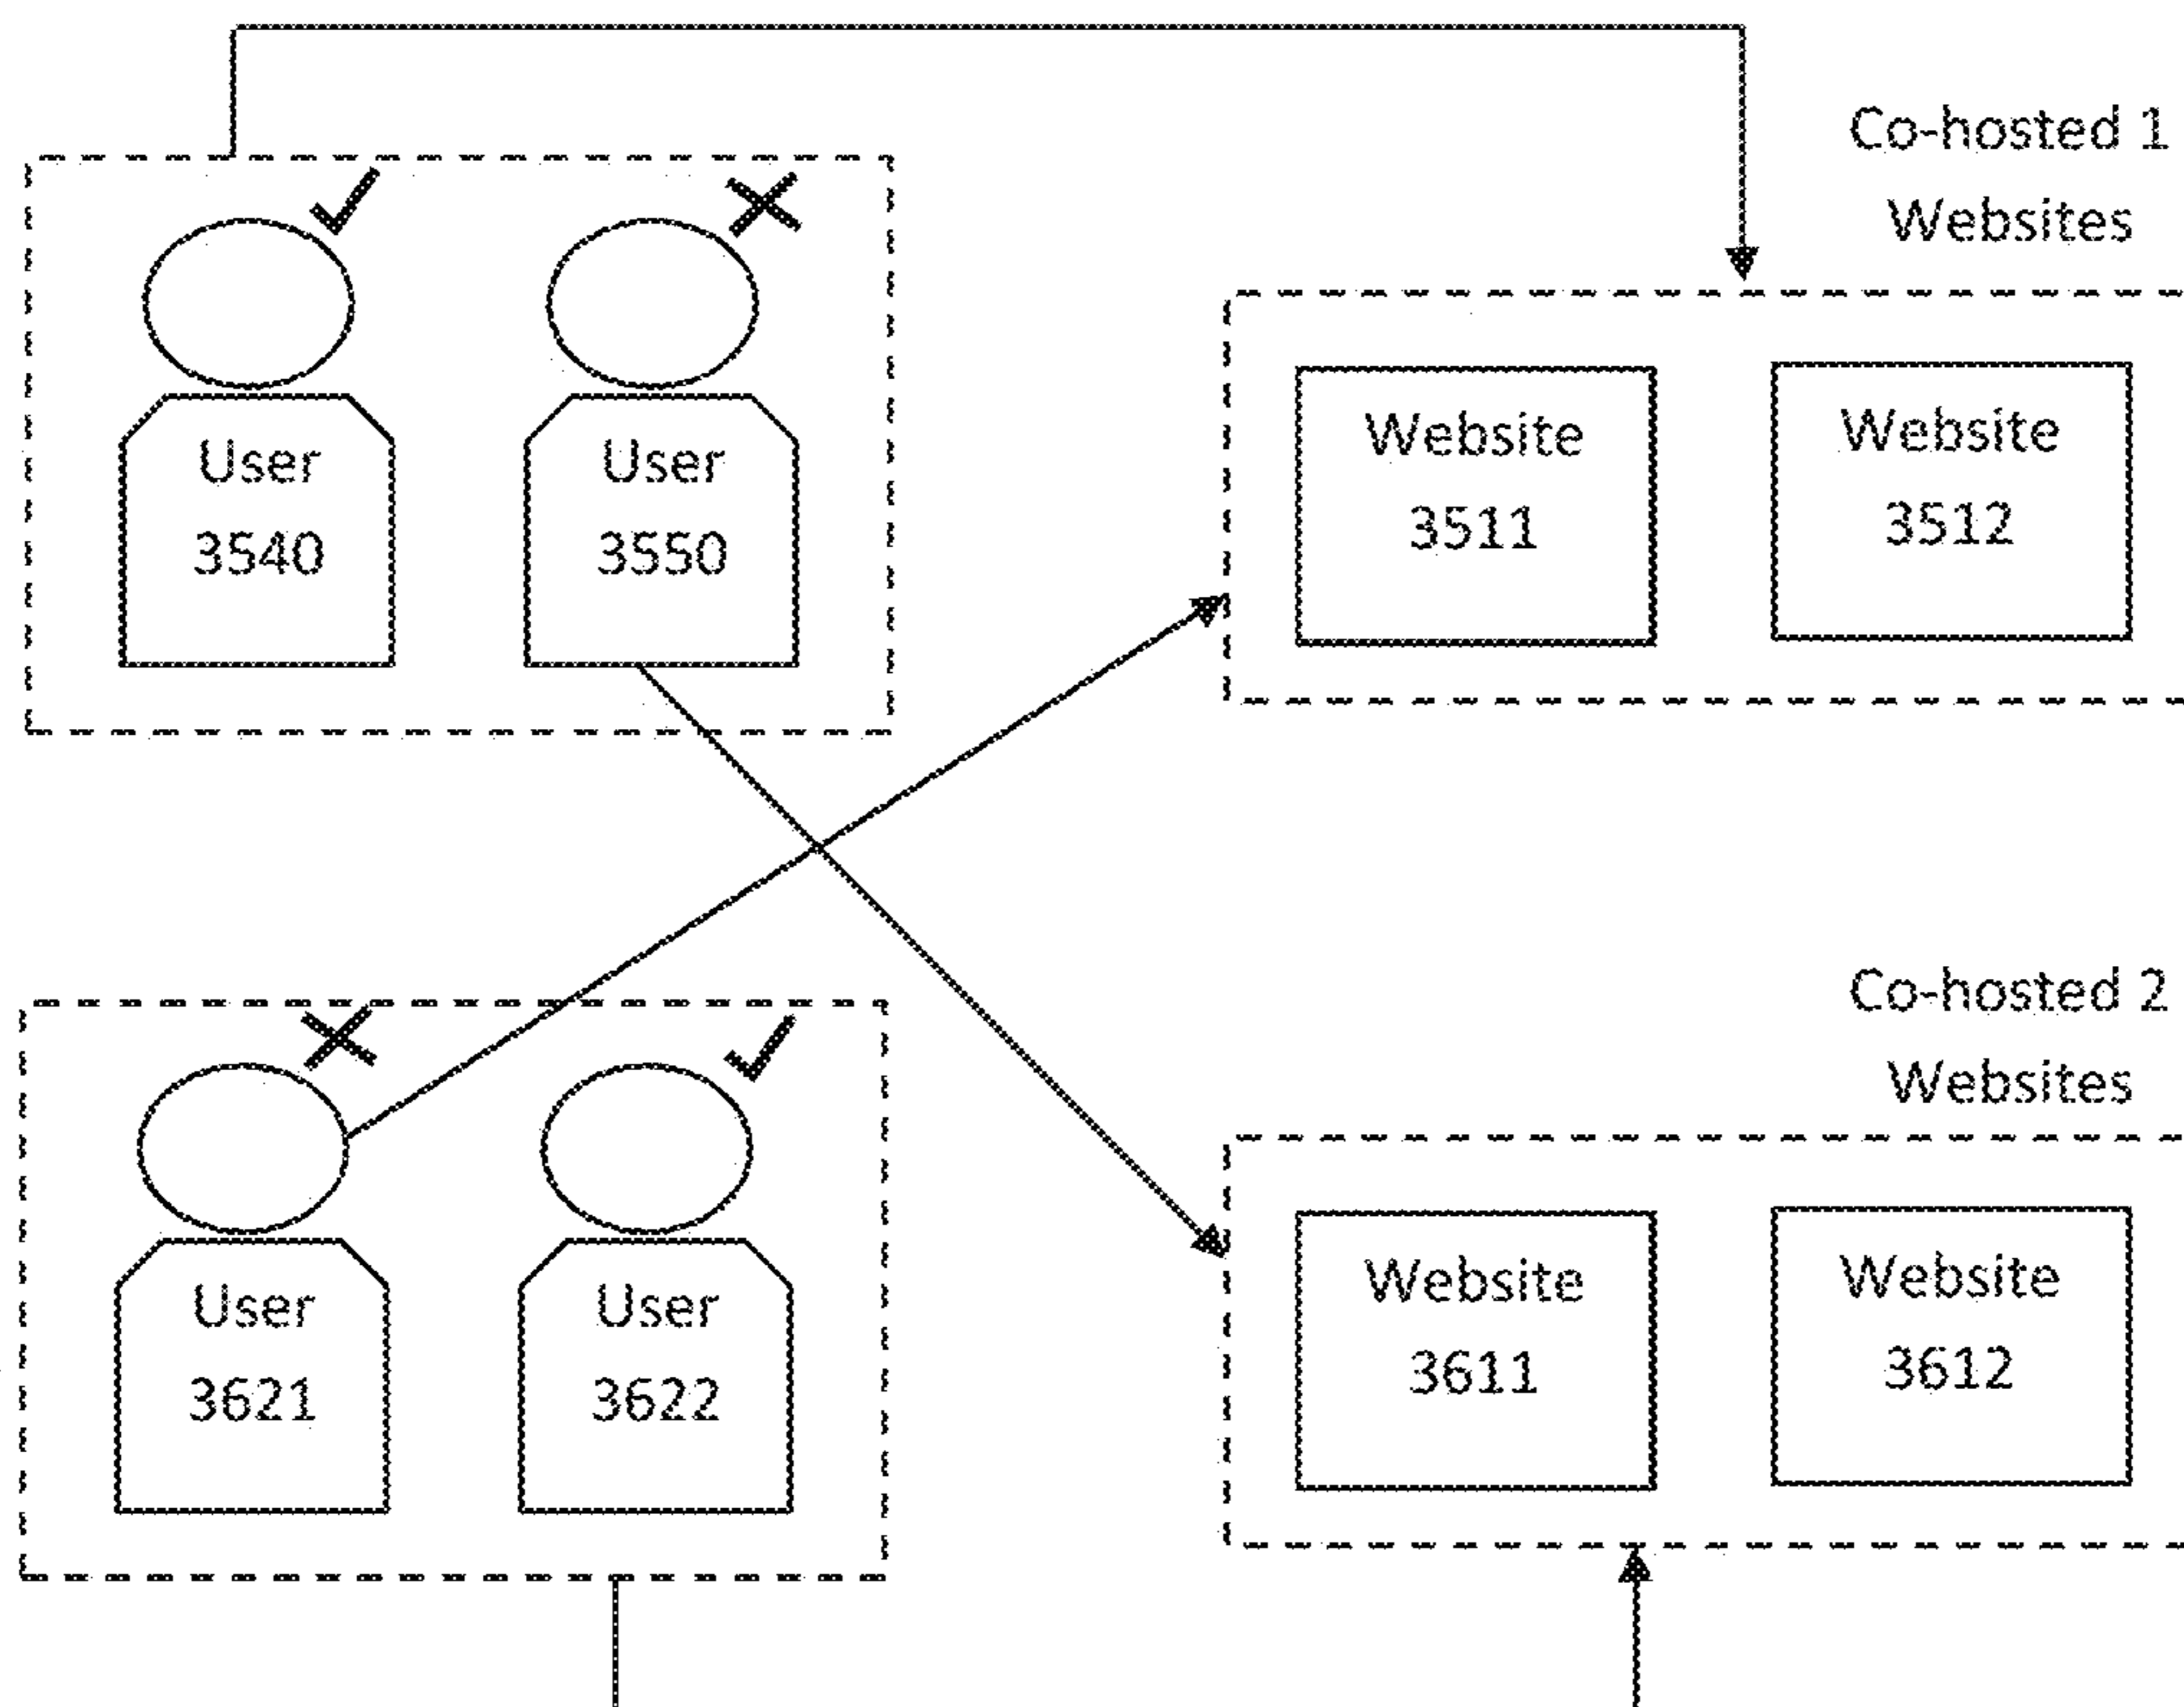 Co-hosted 1
Websites
User
3540
User
3550
Website
3511
Website
3512
Co-hosted 2
Websites
User
3621
User
3622
Website
3611
Website
3612